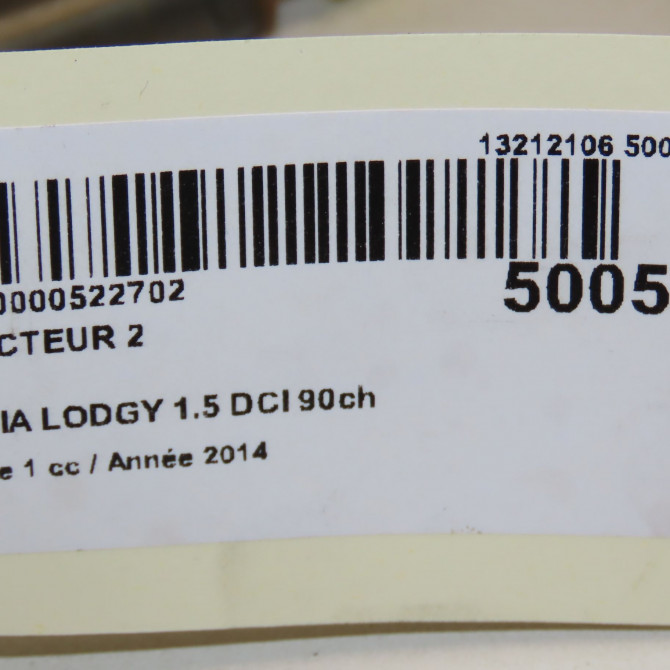 13212106 500
0000522702
5005
CTEUR 2
IA LODGY 1.5 DCI 90ch
e 1 cc / Année 2014